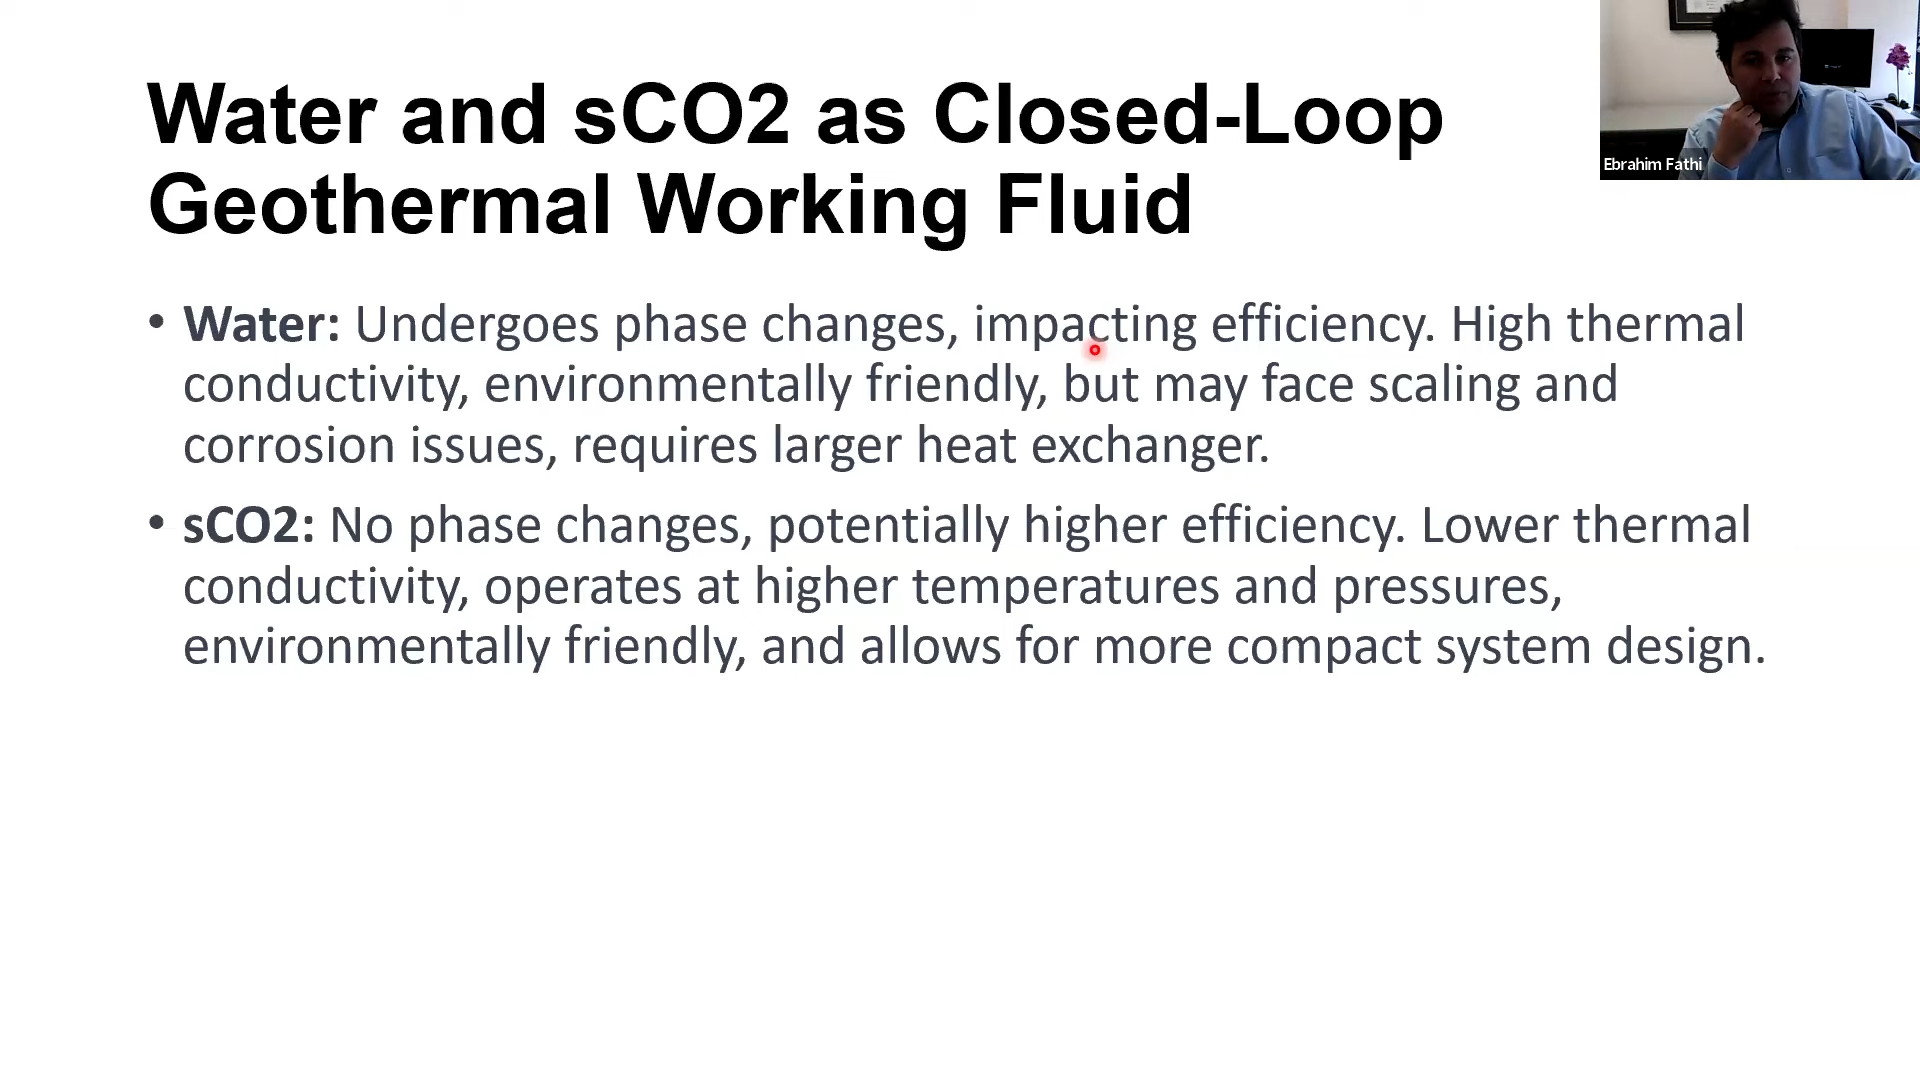 Water and sCO2 as Closed-Loop
Geothermal Working Fluid
• Water: Undergoes phase changes, impacting efficiency. High thermal
conductivity, environmentally friendly, but may face scaling and
corrosion issues, requires larger heat exchanger.
• sCO2: No phase changes, potentially higher efficiency. Lower thermal
conductivity, operates at higher temperatures and pressures,
environmentally friendly, and allows for more compact system design.
Ebrahim Fathi